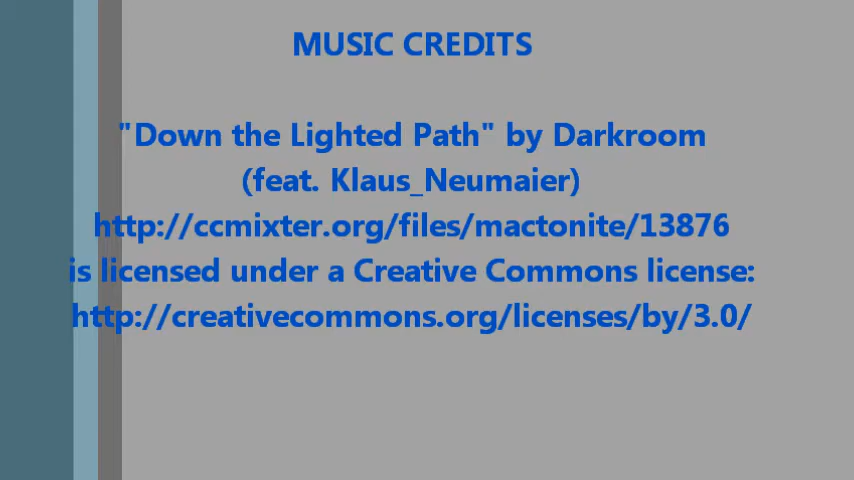 MUSIC CREDITS
"Down the Lighted Path" by Darkroom
(feat. Klaus_Neumaier)
http://ccmixter.org/files/mactonite/13876
is licensed under a Creative Commons license:
http://creativecommons.org/licenses/by/3.0/